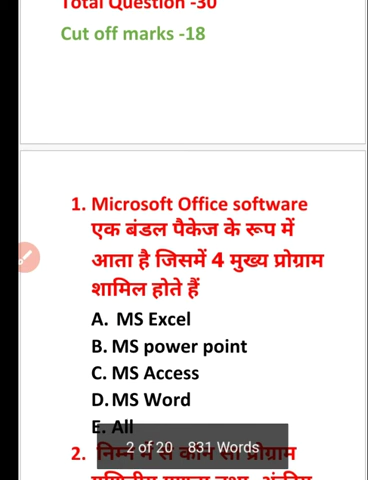 Total Question -30
Cut off marks -18
1. Microsoft Office software
एक बंडल पैकेज के रूप में
आता है जिसमें 4 मुख्य प्रोग्राम
शामिल होते हैं
A. MS Excel
B. MS power point
C. MS Access
D. MS Word
E. All
2 of 20 831 Words
2. निम्न में से कौन सा प्रोग्राम